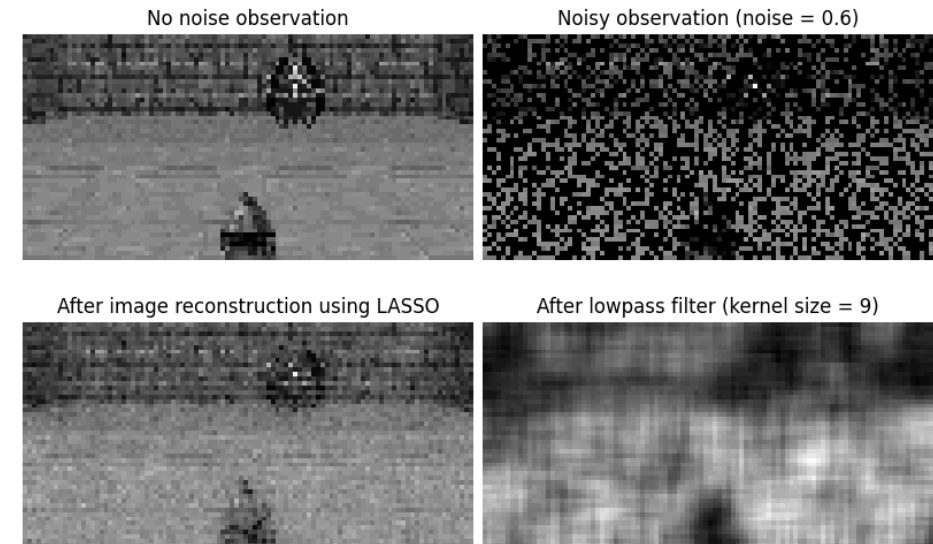 No noise observation
Noisy observation (noise = 0.6)
After image reconstruction using LASSO
After lowpass filter (kernel size = 9)